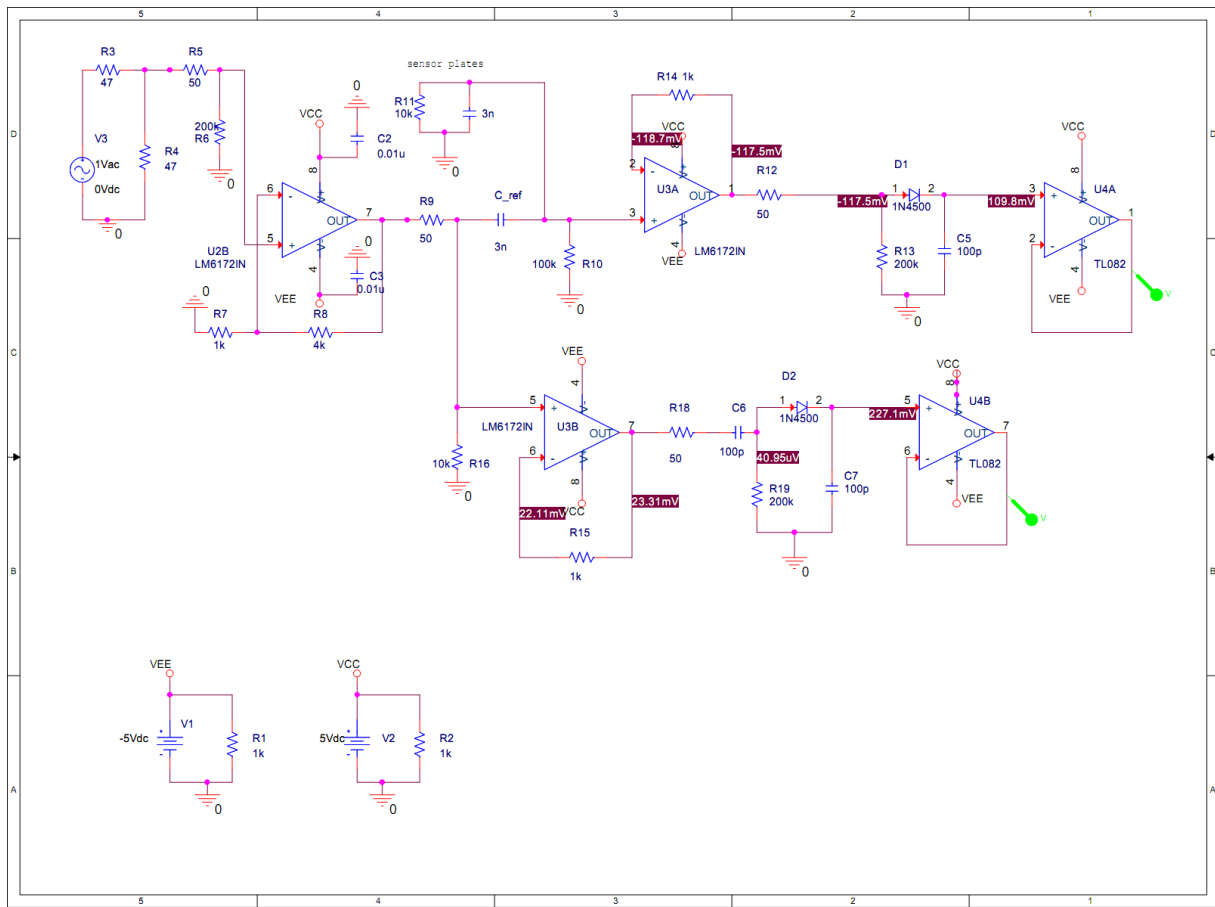 5 4 3 2 1
D
D
C
C
B
B
A
A
R3
47
R5
50
200k
R6
0
V3
1Vac
0Vdc
R4
47
0
VCC
0
C2
0.01u
8
V+
6
-
OUT
7
5
+
V-
4
U2B
LM6172IN
0
C3
0.01u
VEE
0
R7
1k
R8
4k
R9
50
sensor plates
R11
10k
3n
0
C_ref
3n
100k
R10
0
R14 1k
VCC
-118.7mV
8
-117.5mV
2
-
V+
U3A
OUT
1
3
+
V-
4
VEE
LM6172IN
R12
50
-117.5mV
D1
1
2
1N4500
R13
200k
C5
100p
0
109.8mV
VCC
8
V+
U4A
3
+
OUT
1
2
-
V-
4
VEE
TL082
V
10k
R16
0
VEE
4
LM6172IN
5
+
V-
U3B
OUT
7
6
-
V+
8
VCC
22.11mV
23.31mV
R15
1k
R18
50
C6
100p
40.95uV
R19
200k
D2
1
2
1N4500
C7
100p
0
227.1mV
VCC
8
V+
U4B
5
+
OUT
7
6
-
V-
4
TL082
VEE
V
VEE
-5Vdc
+
-
V1
R1
1k
0
VCC
5Vdc
+
-
V2
R2
1k
0
5 4 3 2 1